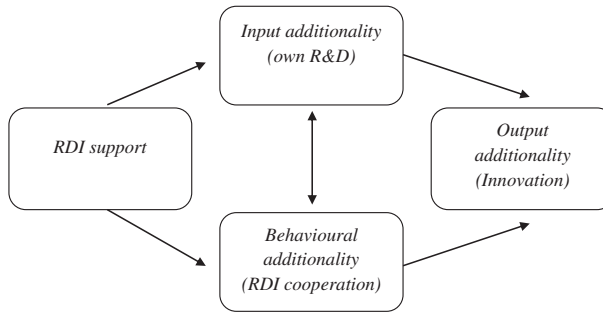 Input additionality
(own R&D)
RDI support
Output
additionality
(Innovation)
Behavioural
additionality
(RDI cooperation)